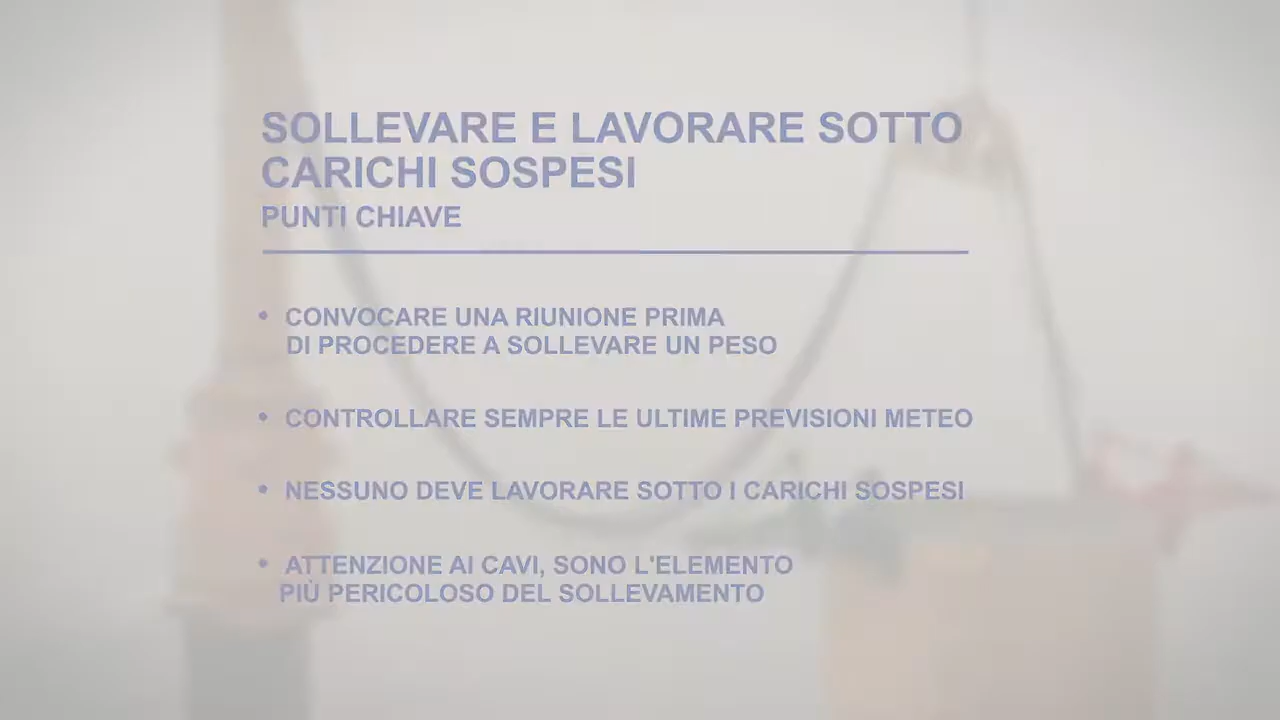 SOLLEVARE E LAVORARE SOTTO
CARICHI SOSPESI
PUNTI CHIAVE
• CONVOCARE UNA RIUNIONE PRIMA
DI PROCEDERE A SOLLEVARE UN PESO
• CONTROLLARE SEMPRE LE ULTIME PREVISIONI METEO
• NESSUNO DEVE LAVORARE SOTTO I CARICHI SOSPESI
• ATTENZIONE AI CAVI, SONO L'ELEMENTO
PIÙ PERICOLOSO DEL SOLLEVAMENTO